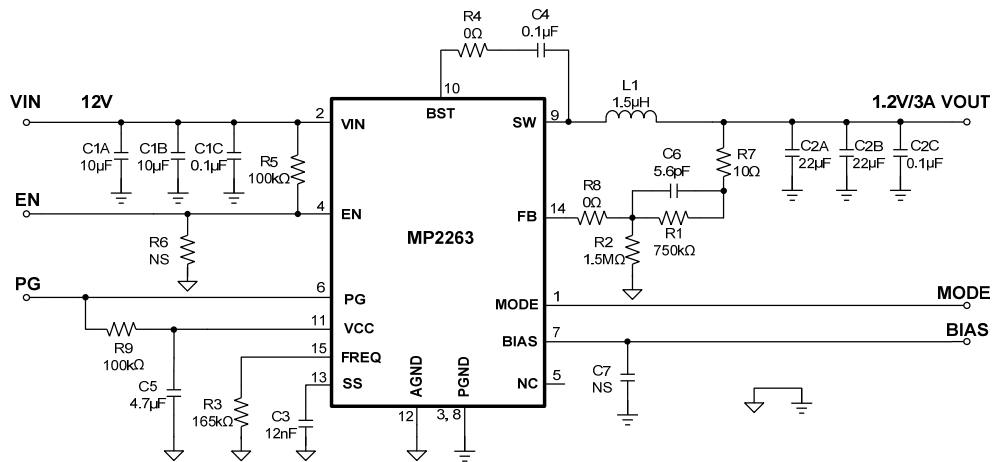 R4
0Ω
C4
0.1µF
10
BST
VIN
12V
2
VIN
SW
9
L1
1.5µH
1.2V/3A VOUT
C1A
10µF
C1B
10µF
C1C
0.1µF
R5
100kΩ
C6
5.6pF
R7
10Ω
C2A
22µF
C2B
22µF
C2C
0.1µF
EN
4
EN
FB
14
R8
0Ω
R6
NS
MP2263
R2
1.5MΩ
R1
750kΩ
PG
6
PG
MODE
1
MODE
11
VCC
BIAS
7
BIAS
R9
100kΩ
15
FREQ
C5
4.7µF
13
SS
AGND
PGND
NC
5
C7
NS
R3
165kΩ
C3
12nF
12
3, 8